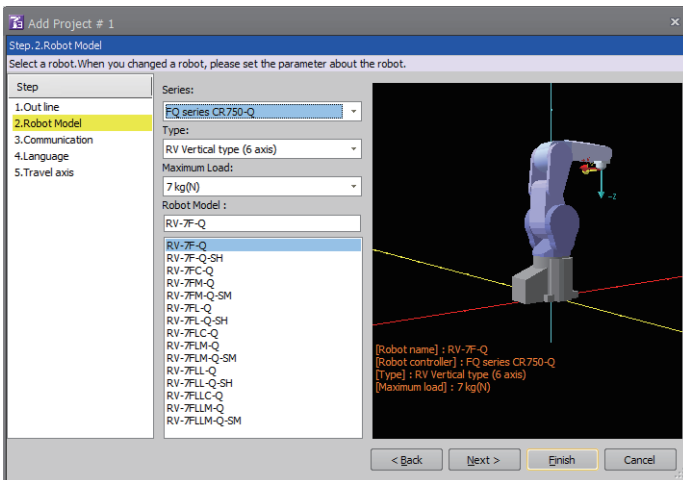 Add Project # 1
Step.2.Robot Model
Select a robot.When you changed a robot, please set the parameter about the robot.
Step
1.Out line
2.Robot Model
3.Communication
4.Language
5.Travel axis
Series:
FQ series CR750-Q
Type:
RV Vertical type (6 axis)
Maximum Load:
7 kg(N)
Robot Model :
RV-7F-Q
RV-7F-Q
RV-7F-Q-SH
RV-7FC-Q
RV-7FM-Q
RV-7FM-Q-SM
RV-7FL-Q
RV-7FL-Q-SH
RV-7FLC-Q
RV-7FLM-Q
RV-7FLM-Q-SM
RV-7FLL-Q
RV-7FLL-Q-SH
RV-7FLLC-Q
RV-7FLLM-Q
RV-7FLLM-Q-SM
-Z
[Robot name] : RV-7F-Q
[Robot controller] : FQ series CR750-Q
[Type] : RV Vertical type (6 axis)
[Maximum load] : 7 kg(N)
< Back
Next >
Finish
Cancel